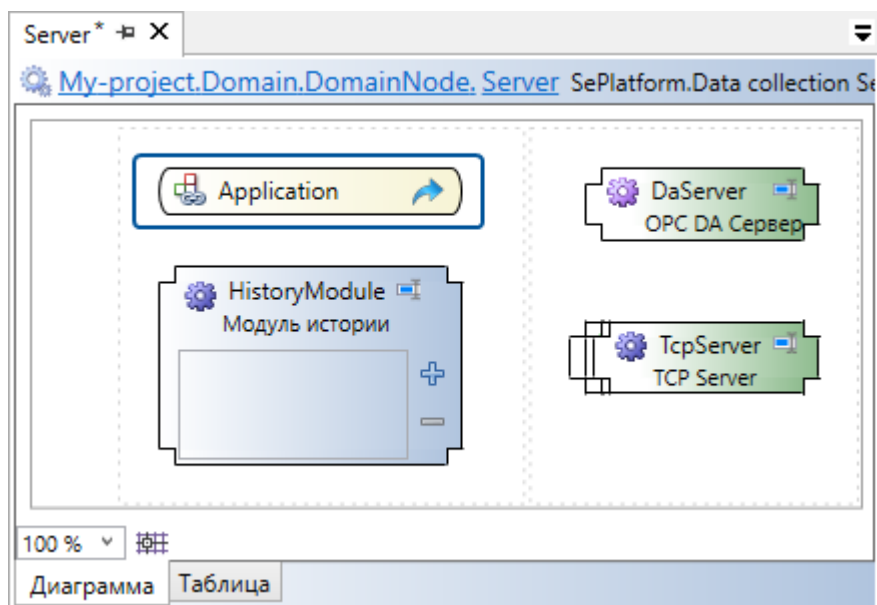 Server*
My-project.Domain.DomainNode. Server SePlatform.Data collection Se
Application
DaServer
OPC DA Сервер
HistoryModule
Модуль истории
TcpServer
TCP Server
100 %
Диаграмма Таблица